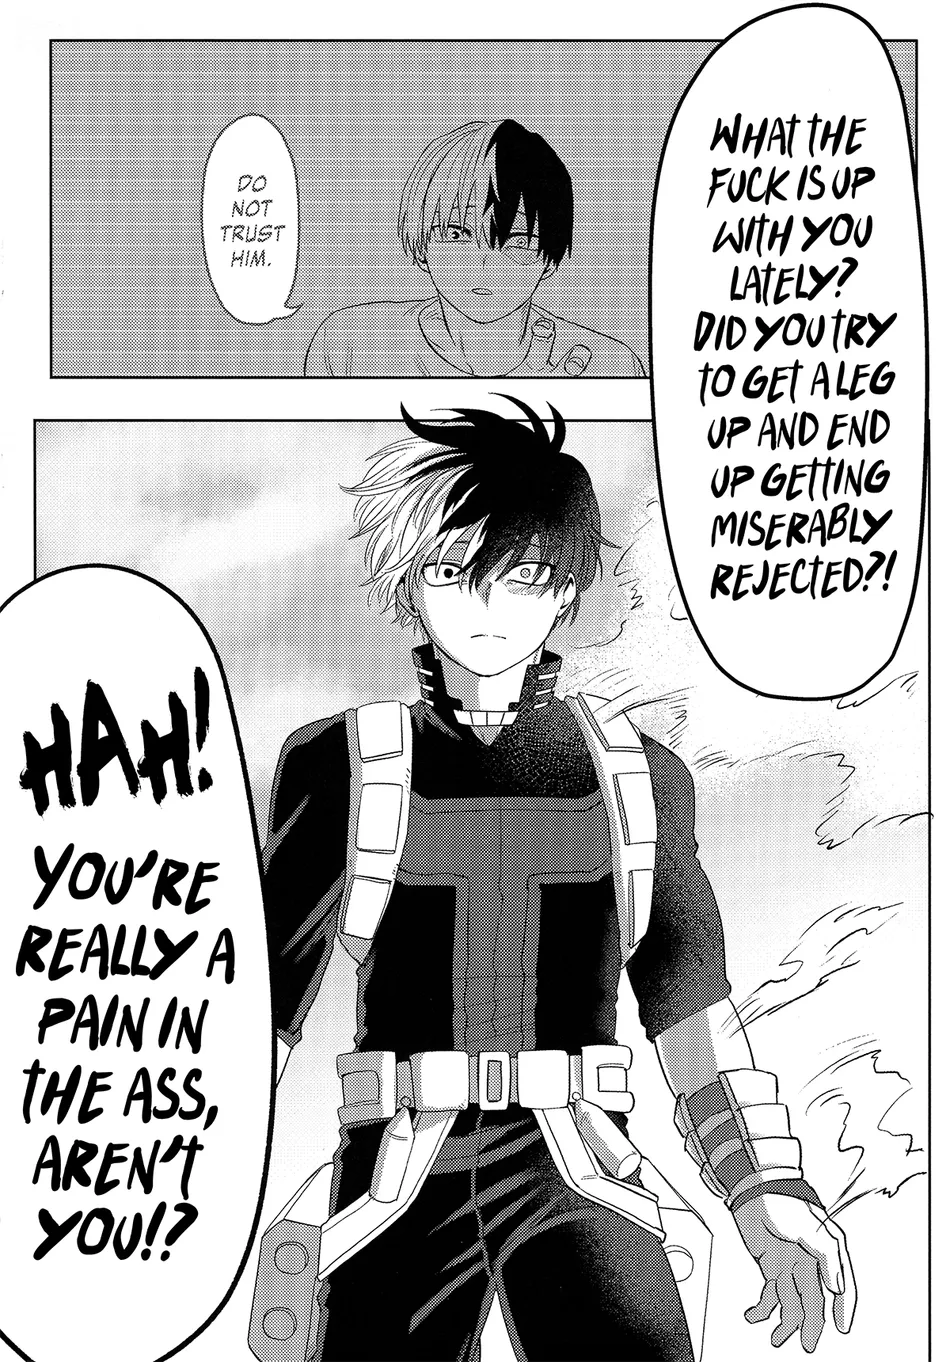 DO
NOT
TRUST
HIM.
WHAT THE
FUCK IS UP
WITH YOU
LATELY?
DID YOU TRY
TO GET A LEG
UP AND END
UP GETTING
MISERABLY
REJECTED?!
HAH!
YOU'RE
REALLY A
PAIN IN
THE ASS,
AREN'T
YOU!?